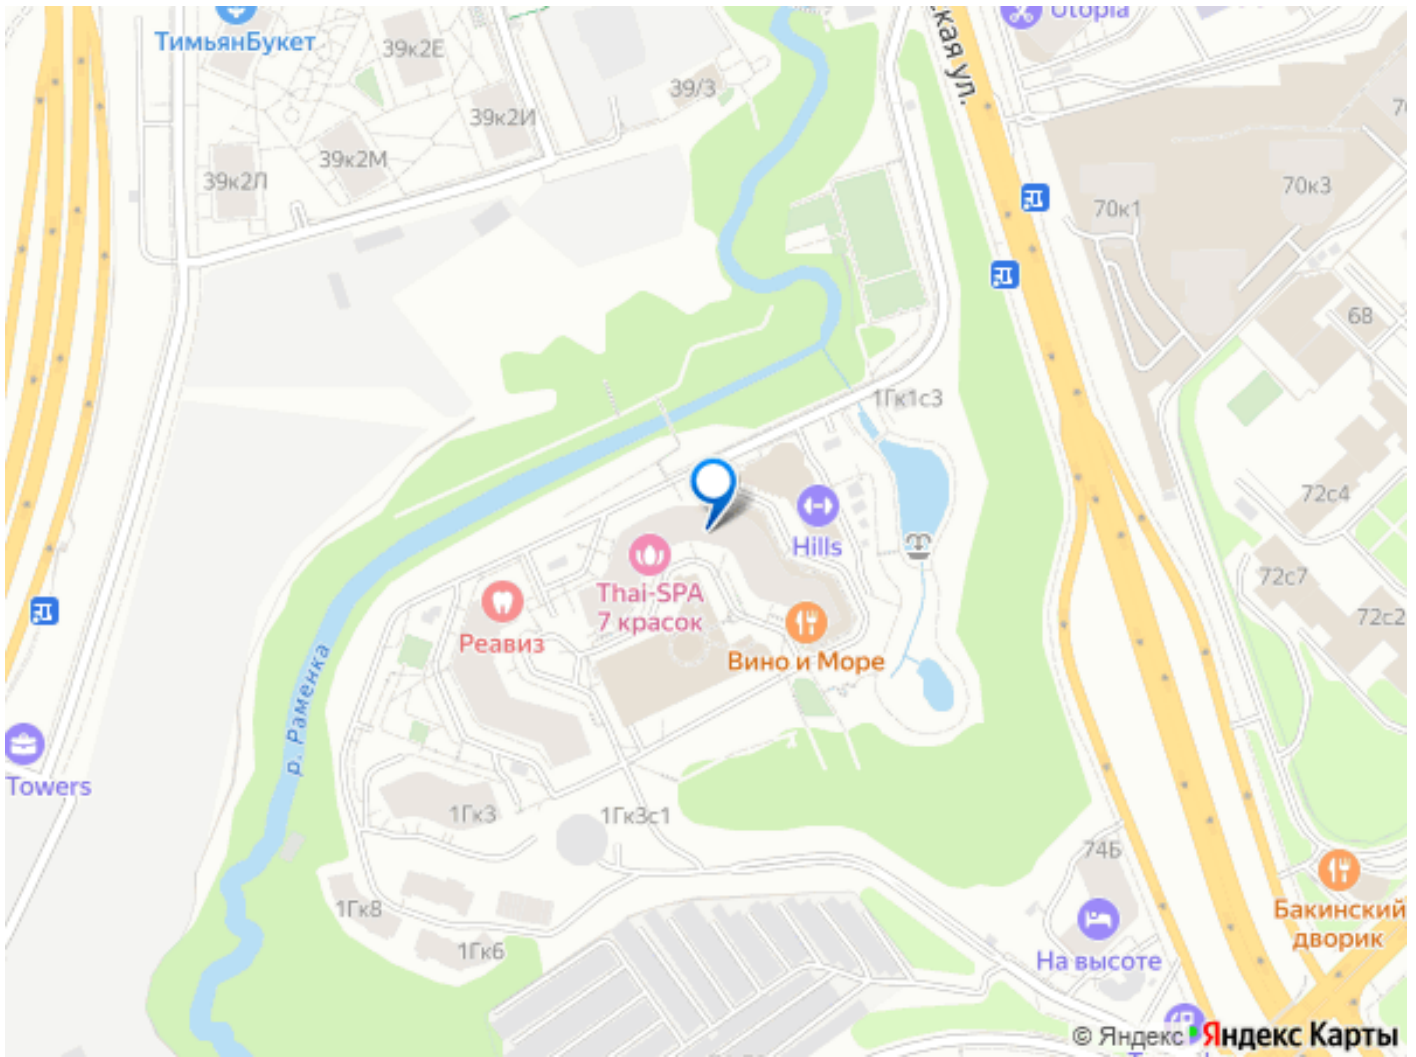 Utopia
ТимьянБукет
39к2Е
39/3
ская ул.
39к2И
39к2М
39к2Л
70к3
70к1
68
1Гк1с3
72с4
Hills
72с7
Thai-SPA
7 красок
72с2
Реавиз
Вино и Море
р. Раменка
Towers
1Гк3
1Гк3с1
74Б
1Гк8
Бакинский
дворик
1Гк6
На высоте
© Яндекс Яндекс Карты